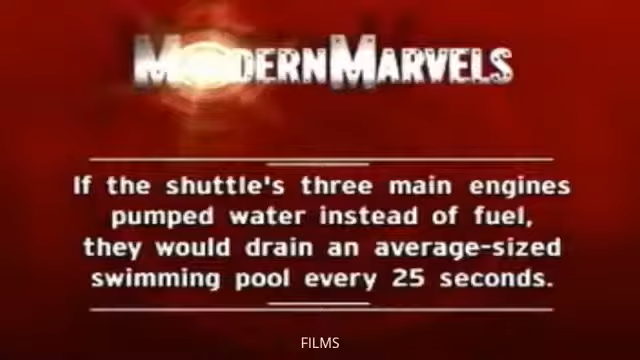 MODERN MARVELS
If the shuttle's three main engines
pumped water instead of fuel,
they would drain an average-sized
swimming pool every 25 seconds.
FILMS